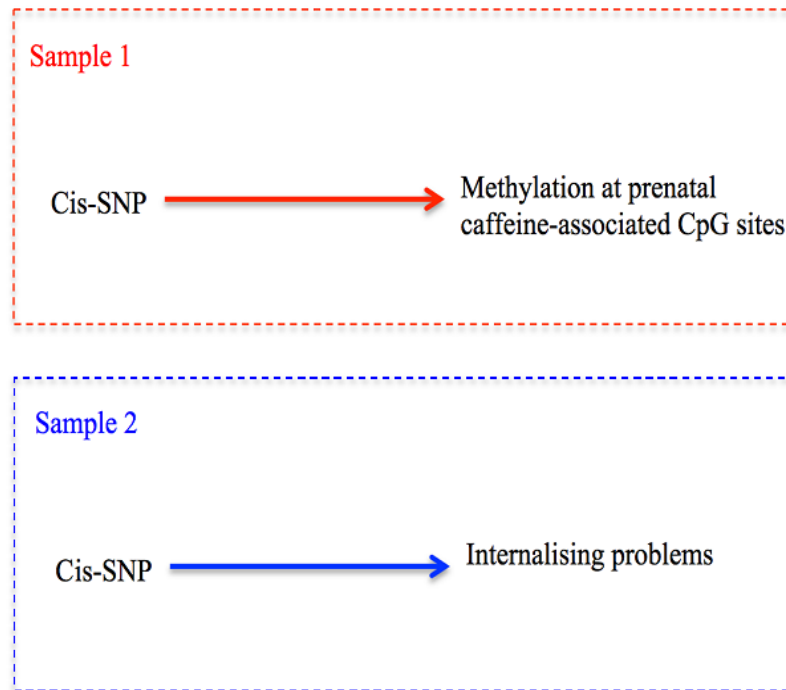 Sample 1
Cis-SNP
Methylation at prenatal
caffeine-associated CpG sites
Sample 2
Cis-SNP
Internalising problems